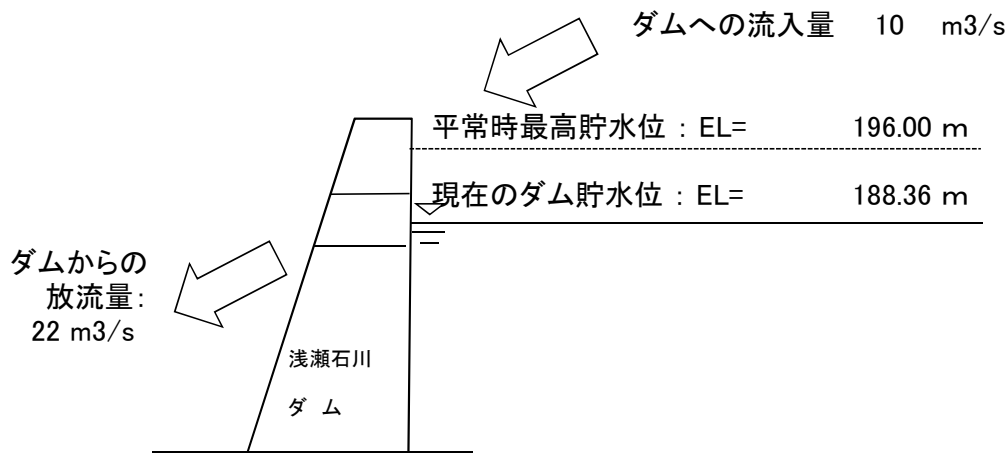 ダムへの流入量 10 m3/s
平常時最高貯水位 : EL= 196.00 m
現在のダム貯水位 : EL= 188.36 m
ダムからの
放流量:
22 m3/s
浅瀬石川
ダ ム